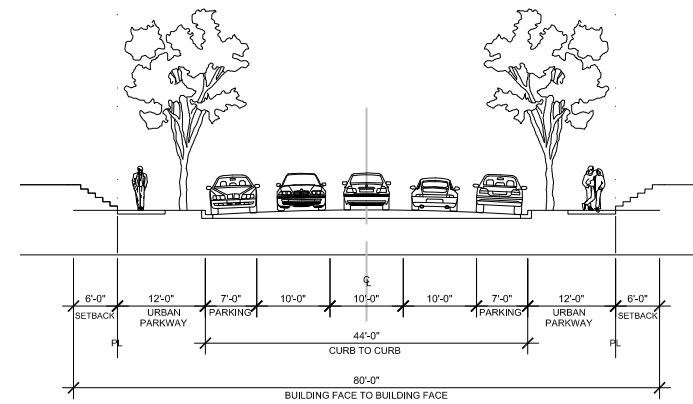 ℄
6'-0" 12'-0" 7'-0" 10'-0" 10'-0" 10'-0" 7'-0" 12'-0" 6'-0"
SETBACK URBAN PARKING PARKING URBAN SETBACK
PARKWAY PARKWAY
44'-0"
PL CURB TO CURB PL
80'-0"
BUILDING FACE TO BUILDING FACE